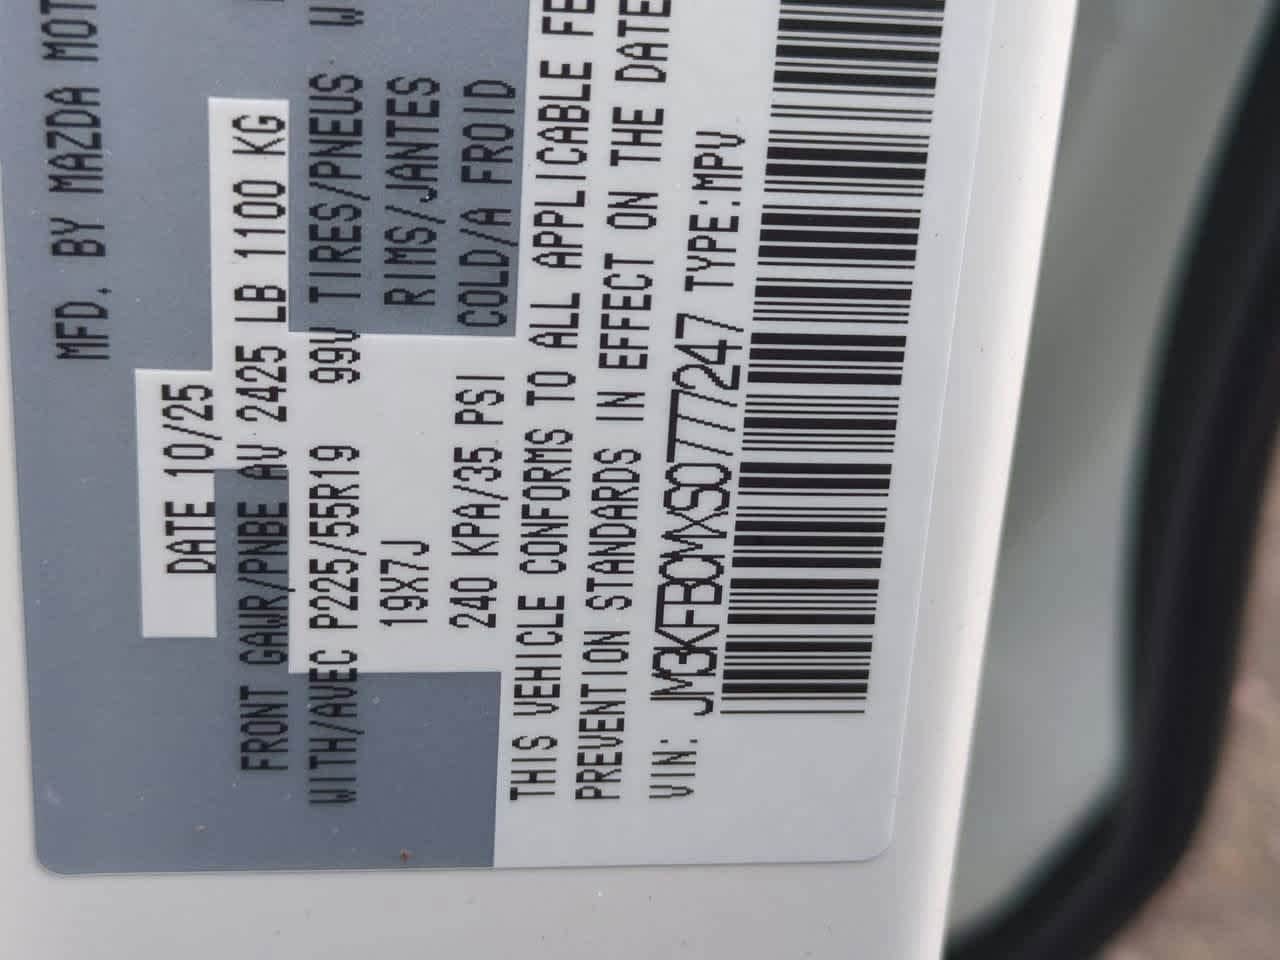 MFD. BY MAZDA MOT
DATE 10/25
FRONT GAWR/PNBE AV 2425 LB 1100 KG
WITH/AVEC P225/55R19 99V TIRES/PNEUS W
19X7J RIMS/JANTES
240 KPA/35 PSI COLD/A FROID
THIS VEHICLE CONFORMS TO ALL APPLICABLE FE
PREVENTION STANDARDS IN EFFECT ON THE DATE
VIN: JM3KFBCMXS0777247 TYPE:MPV